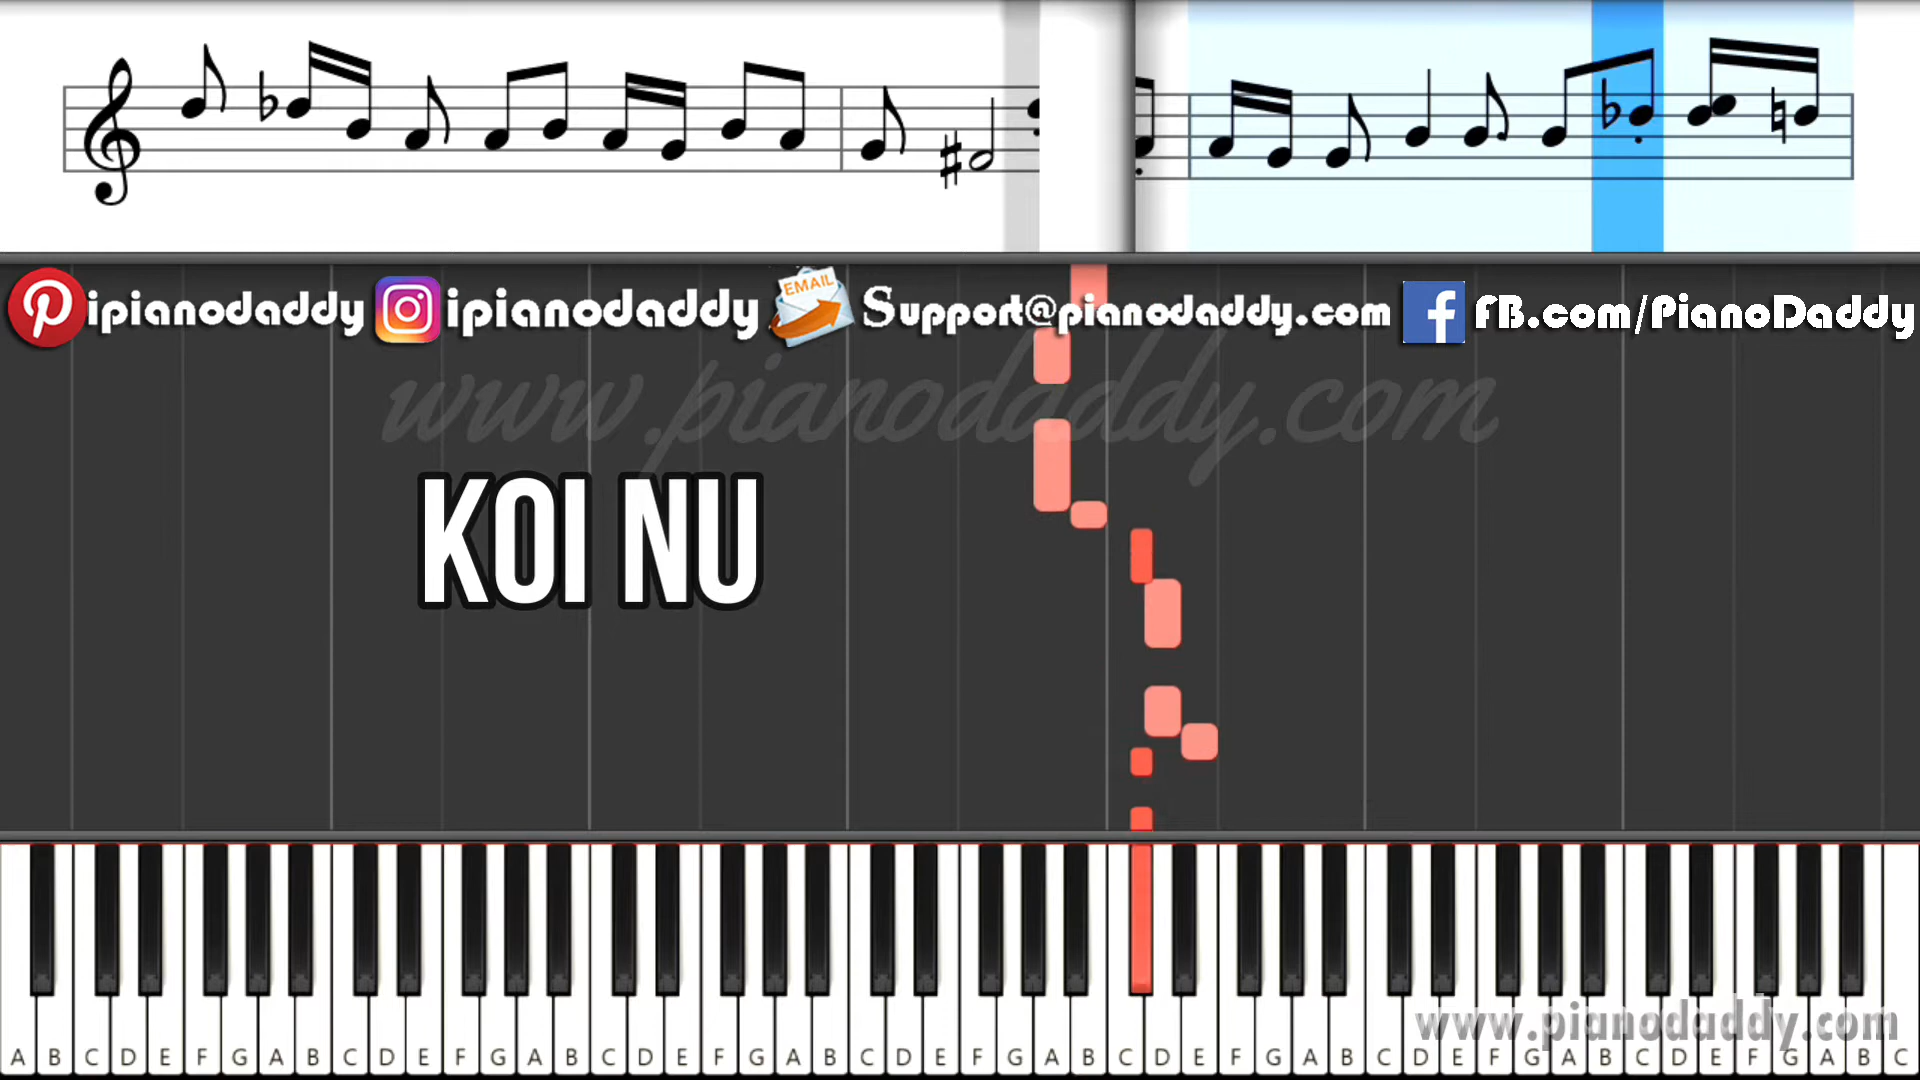 ipianodaddy ipianodaddy EMAIL Support@pianodaddy.com f FB.com/PianoDaddy
www.pianodaddy.com
KOI NU
www.pianodaddy.com
A B C D E F G A B C D E F G A B C D E F G A B C D E F G A B C D E F G A B C D E F G A B C D E F G A B C